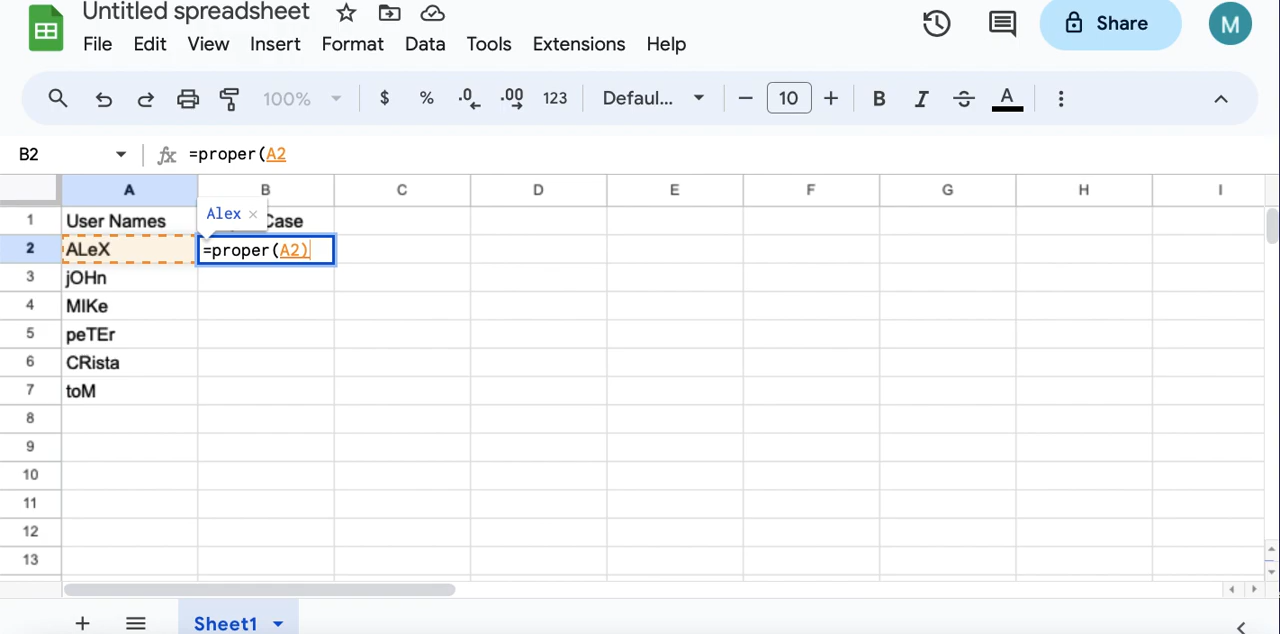 Untitled spreadsheet
File Edit View Insert Format Data Tools Extensions Help
Share
M
100% $ % .0 .00 123 Defaul... 10 B I S A
B2 fx =proper(A2
A B C D E F G H I
Alex ×
1 User Names Case
2 ALeX =proper(A2)
3 jOHn
4 MIKe
5 peTEr
6 CRista
7 toM
8
9
10
11
12
13
Sheet1